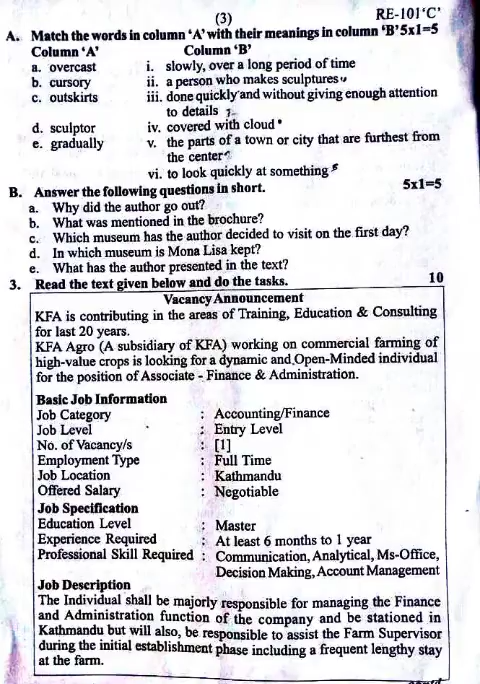 (3)
RE-101'C'
A. Match the words in column 'A' with their meanings in column 'B' 5x1=5
Column 'A' Column 'B'
a. overcast i. slowly, over a long period of time
b. cursory ii. a person who makes sculptures
c. outskirts iii. done quickly and without giving enough attention
to details
d. sculptor iv. covered with cloud
e. gradually v. the parts of a town or city that are furthest from
the center
vi. to look quickly at something
B. Answer the following questions in short. 5x1=5
a. Why did the author go out?
b. What was mentioned in the brochure?
c. Which museum has the author decided to visit on the first day?
d. In which museum is Mona Lisa kept?
e. What has the author presented in the text?
3. Read the text given below and do the tasks. 10
Vacancy Announcement
KFA is contributing in the areas of Training, Education & Consulting
for last 20 years.
KFA Agro (A subsidiary of KFA) working on commercial farming of
high-value crops is looking for a dynamic and Open-Minded individual
for the position of Associate - Finance & Administration.
Basic Job Information
Job Category : Accounting/Finance
Job Level : Entry Level
No. of Vacancy/s : [1]
Employment Type : Full Time
Job Location : Kathmandu
Offered Salary : Negotiable
Job Specification
Education Level : Master
Experience Required : At least 6 months to 1 year
Professional Skill Required : Communication, Analytical, Ms-Office,
Decision Making, Account Management
Job Description
The Individual shall be majorly responsible for managing the Finance
and Administration function of the company and be stationed in
Kathmandu but will also, be responsible to assist the Farm Supervisor
during the initial establishment phase including a frequent lengthy stay
at the farm.